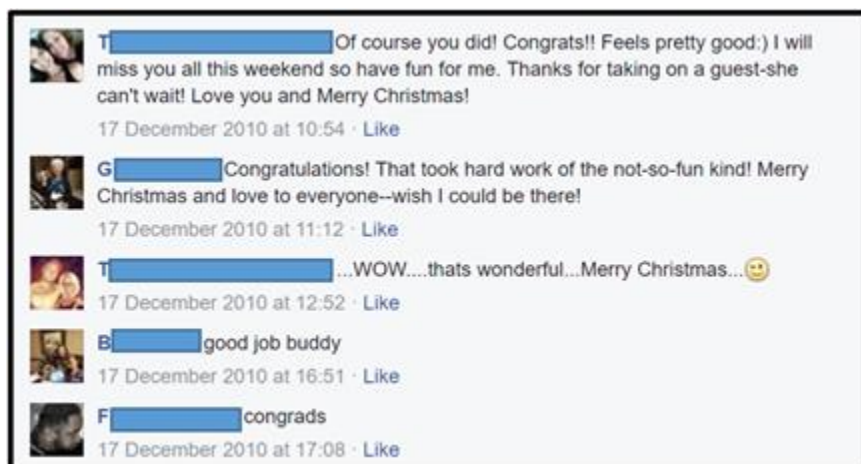 T Of course you did! Congrats!! Feels pretty good:) I will
miss you all this weekend so have fun for me. Thanks for taking on a guest-she
can't wait! Love you and Merry Christmas!
17 December 2010 at 10:54 · Like
G Congratulations! That took hard work of the not-so-fun kind! Merry
Christmas and love to everyone--wish I could be there!
17 December 2010 at 11:12 · Like
T ...WOW....thats wonderful...Merry Christmas...
17 December 2010 at 12:52 · Like
B good job buddy
17 December 2010 at 16:51 · Like
F congrads
17 December 2010 at 17:08 · Like